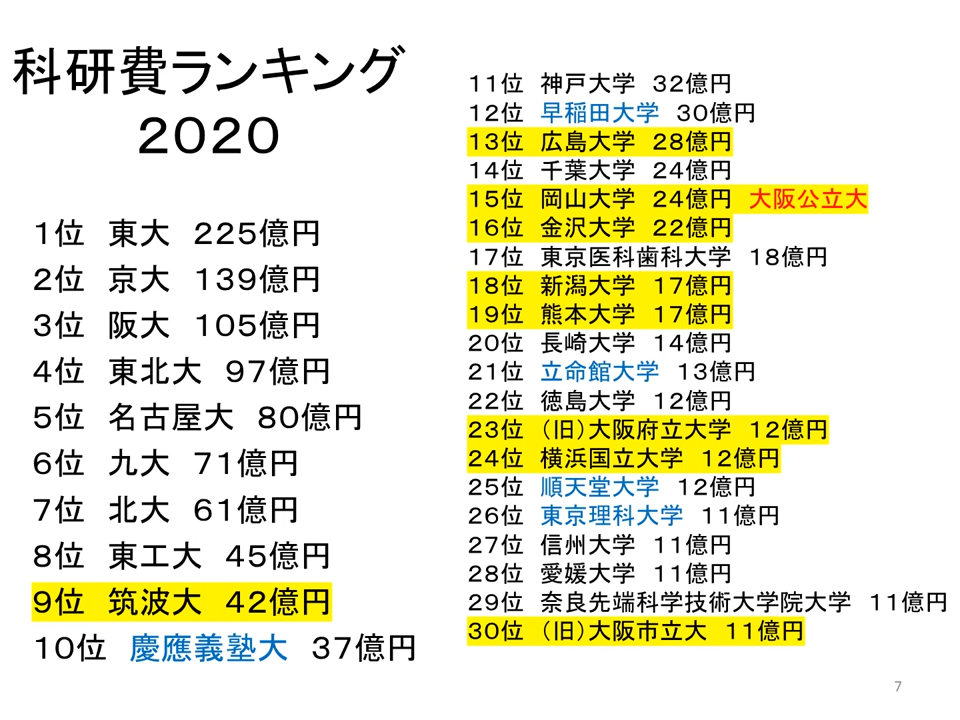 科研費ランキング
２０２０
１位　東大　２２５億円
２位　京大　１３９億円
３位　阪大　１０５億円
４位　東北大　９７億円
５位　名古屋大　８０億円
６位　九大　７１億円
７位　北大　６１億円
８位　東工大　４５億円
９位　筑波大　４２億円
１０位　慶應義塾大　３７億円
１１位　神戸大学　３２億円
１２位　早稲田大学　３０億円
１３位　広島大学　２８億円
１４位　千葉大学　２４億円
１５位　岡山大学　２４億円　大阪公立大
１６位　金沢大学　２２億円
１７位　東京医科歯科大学　１８億円
１８位　新潟大学　１７億円
１９位　熊本大学　１７億円
２０位　長崎大学　１４億円
２１位　立命館大学　１３億円
２２位　徳島大学　１２億円
２３位　（旧）大阪府立大学　１２億円
２４位　横浜国立大学　１２億円
２５位　順天堂大学　１２億円
２６位　東京理科大学　１１億円
２７位　信州大学　１１億円
２８位　愛媛大学　１１億円
２９位　奈良先端科学技術大学院大学　１１億円
３０位　（旧）大阪市立大　１１億円
7